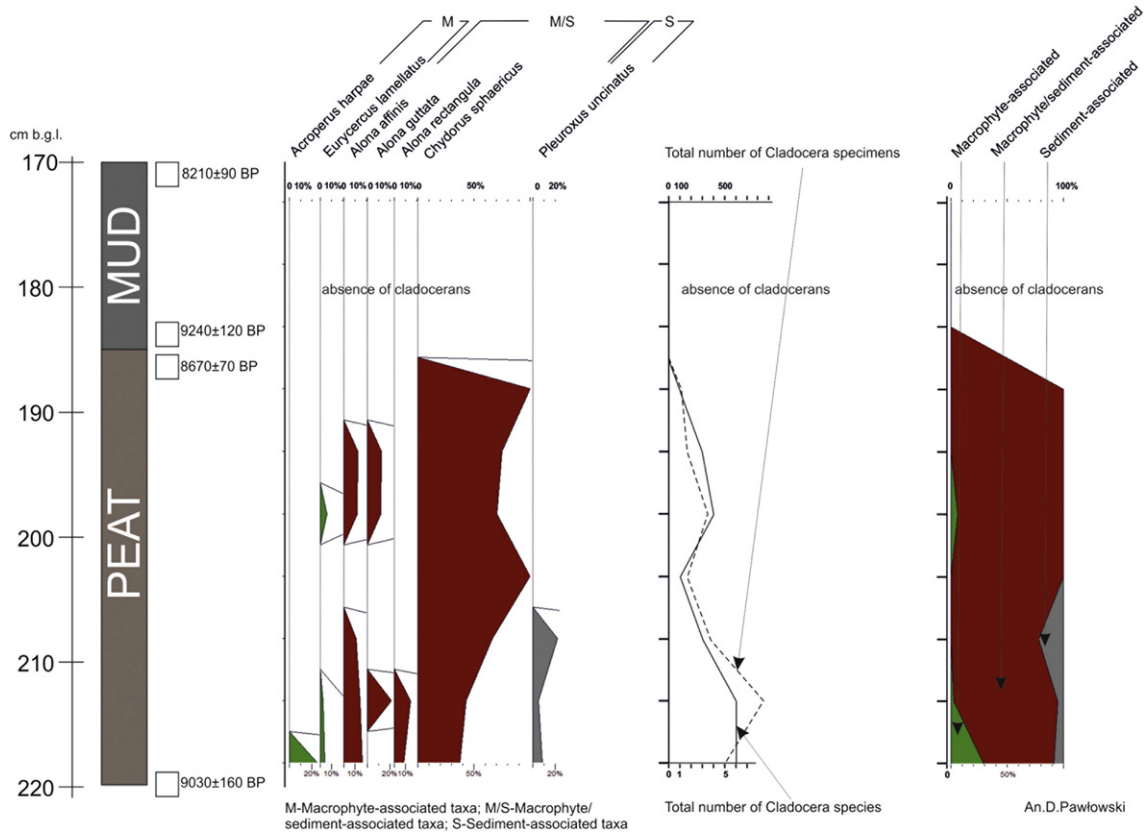 M M/S S
Acroperus harpae
Eurycercus lamellatus
Alona affinis
Alona guttata
Alona rectangula
Chydorus sphaericus
Pleuroxus uncinatus
Macrophyte-associated
Macrophyte/sediment-associated
Sediment-associated
cm b.g.l.
Total number of Cladocera specimens
170
8210±90 BP
0 10% 0 10% 0 10% 0 10% 0 10% 0 50% 0 20%
0 100 500
0 100%
MUD
180
absence of cladocerans
absence of cladocerans
absence of cladocerans
9240±120 BP
8670±70 BP
190
PEAT
200
210
220
9030±160 BP
20% 10% 10% 20% 10% 50% 20%
0 1 5
50%
M-Macrophyte-associated taxa; M/S-Macrophyte/
sediment-associated taxa; S-Sediment-associated taxa
Total number of Cladocera species
An.D.Pawłowski